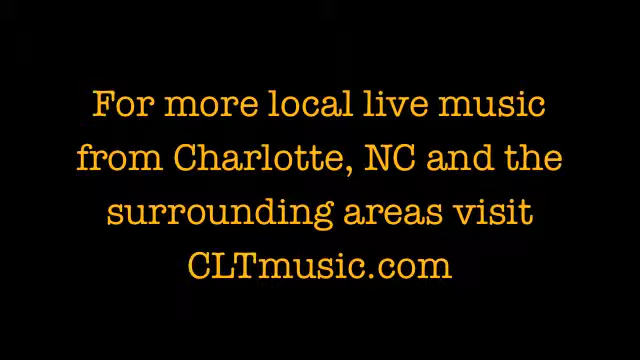 For more local live music
from Charlotte, NC and the
surrounding areas visit
CLTmusic.com